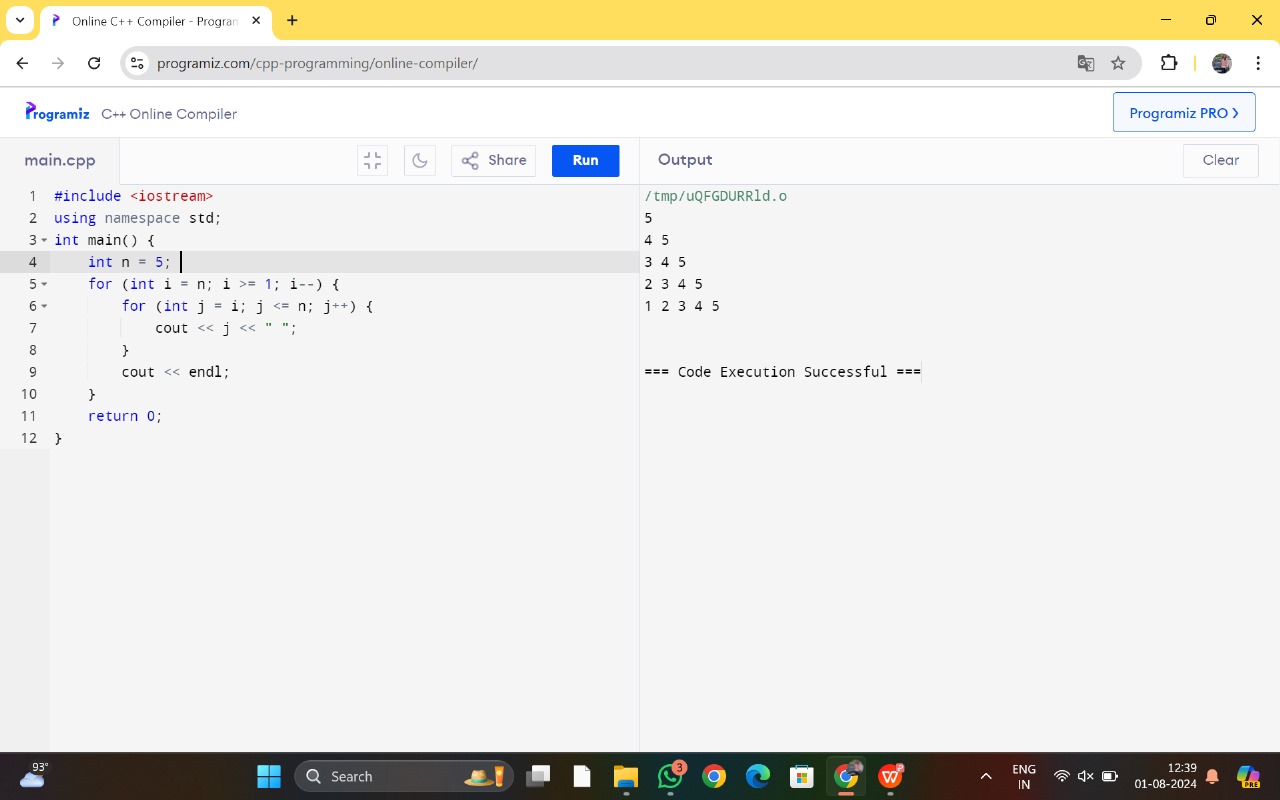 Online C++ Compiler - Program
programiz.com/cpp-programming/online-compiler/
Programiz C++ Online Compiler
Programiz PRO ❯
main.cpp
Share
Run
Output
Clear
1 #include <iostream>
2 using namespace std;
3 int main() {
4 int n = 5;
5 for (int i = n; i >= 1; i--) {
6 for (int j = i; j <= n; j++) {
7 cout << j << " ";
8 }
9 cout << endl;
10 }
11 return 0;
12 }
/tmp/uQFGDURRld.o
5
4 5
3 4 5
2 3 4 5
1 2 3 4 5
=== Code Execution Successful ===
93°
Search
3
ENG
IN
12:39
01-08-2024
PRE